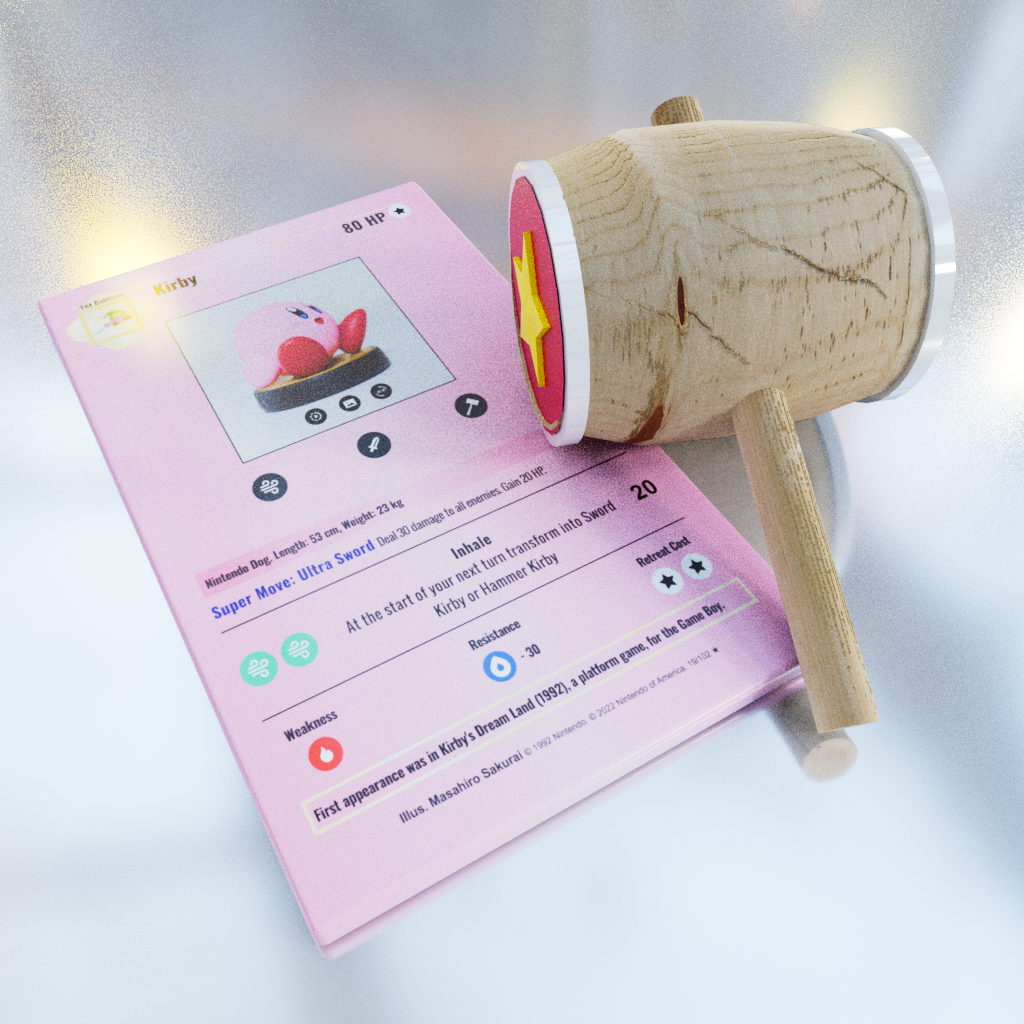 80 HP
1st Edition
Kirby
Nintendo Dog. Length: 53 cm, Weight: 23 kg
Super Move: Ultra Sword Deal 30 damage to all enemies. Gain 20 HP.
Inhale
20
At the start of your next turn transform into Sword
Kirby or Hammer Kirby
Weakness
Resistance
- 30
Retreat Cost
First appearance was in Kirby's Dream Land (1992), a platform game, for the Game Boy.
Illus. Masahiro Sakurai © 1992 Nintendo. © 2022 Nintendo of America. 19/102 ★